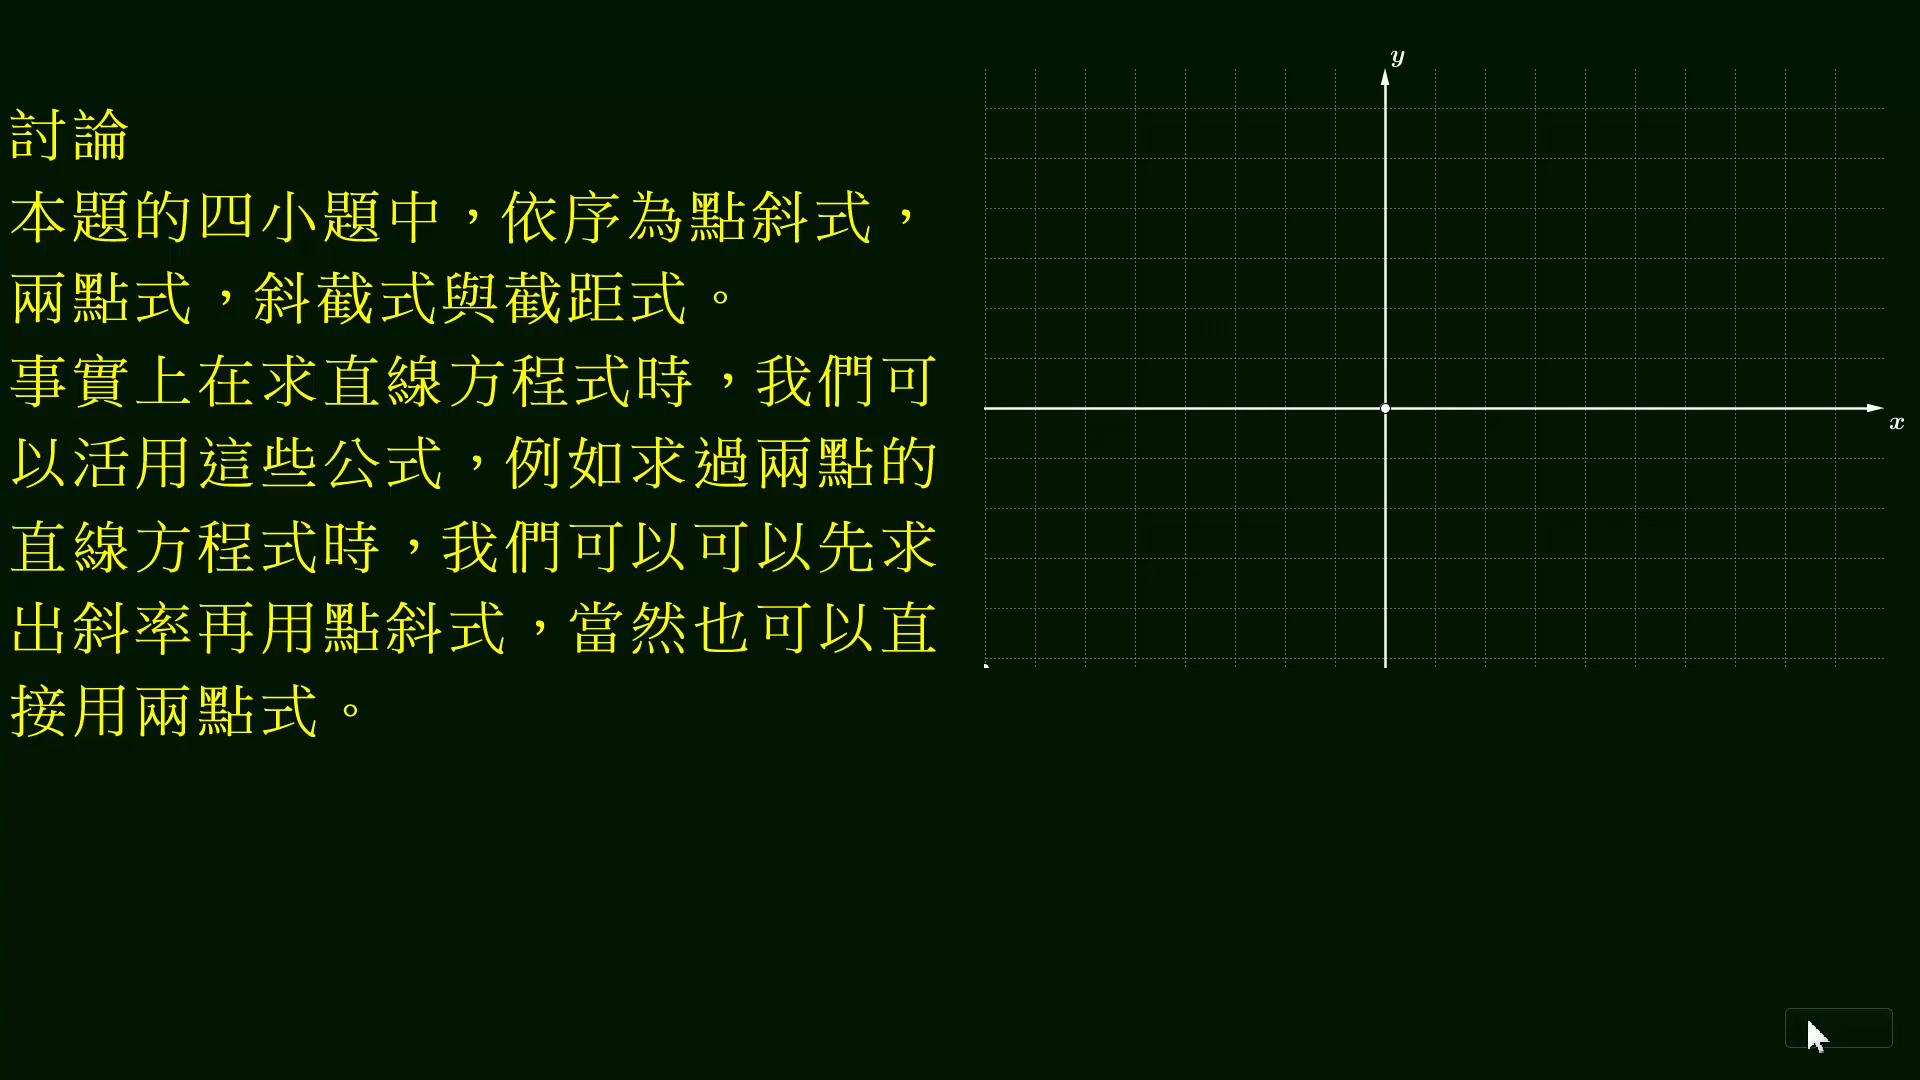 討論
本題的四小題中，依序為點斜式，
兩點式，斜截式與截距式。
事實上在求直線方程式時，我們可
以活用這些公式，例如求過兩點的
直線方程式時，我們可以可以先求
出斜率再用點斜式，當然也可以直
接用兩點式。
y
x